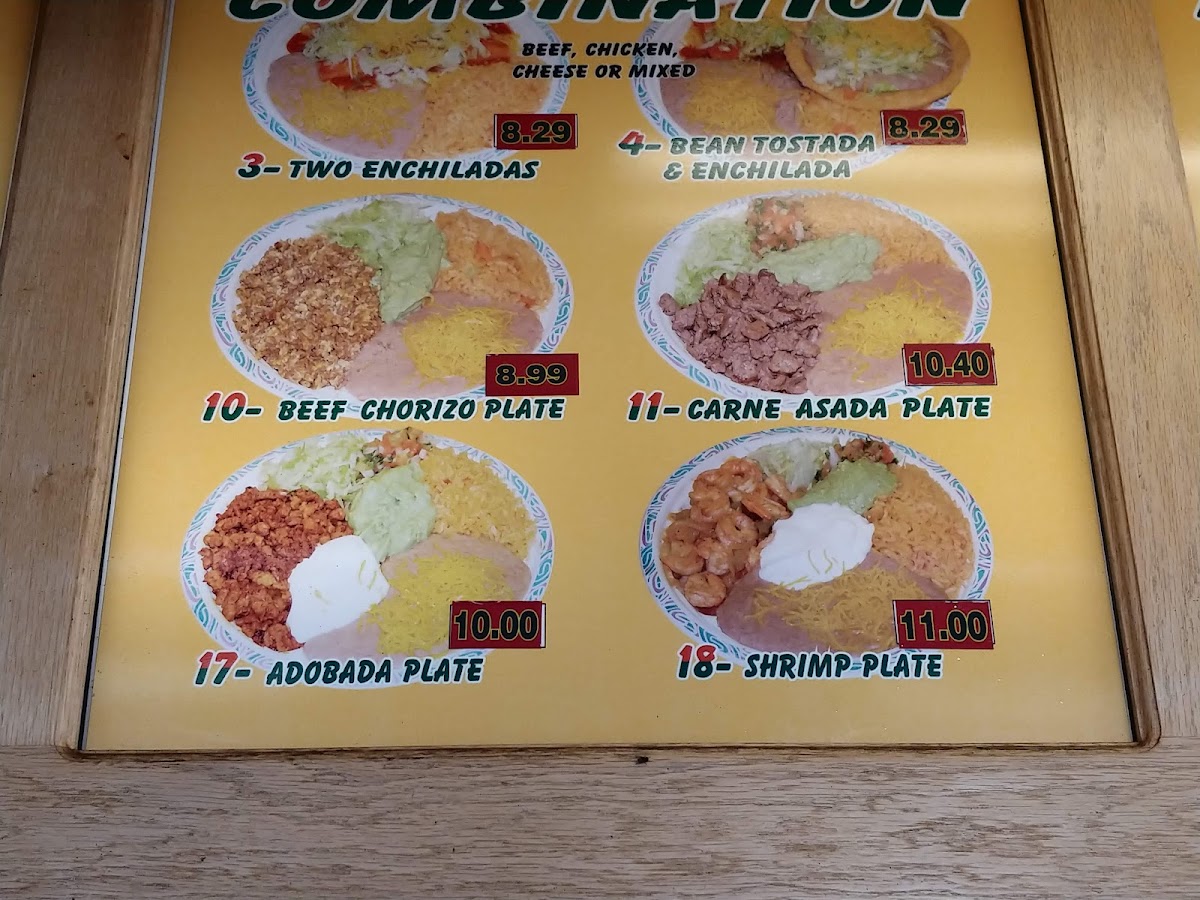 COMBINATION
BEEF, CHICKEN,
CHEESE OR MIXED
8.29
3- TWO ENCHILADAS
8.29
4- BEAN TOSTADA
& ENCHILADA
8.99
10- BEEF CHORIZO PLATE
10.40
11- CARNE ASADA PLATE
10.00
17- ADOBADA PLATE
11.00
18- SHRIMP PLATE